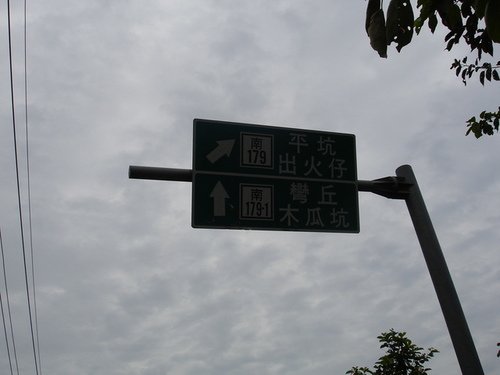 南 179 平坑
出火仔
南 179-1 彎丘
木瓜坑